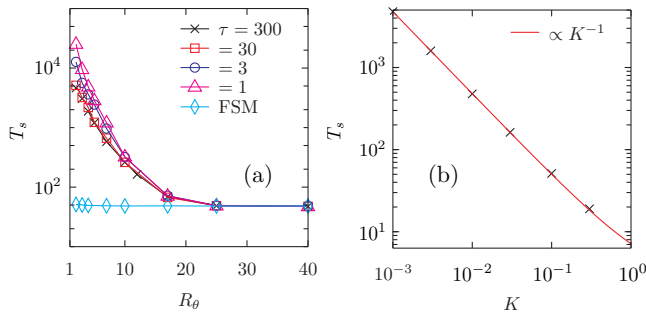 τ = 300
= 30
= 3
= 1
FSM
(a)
T_s
10^4
10^2
1 10 20 30 40
R_θ
∝ K^{-1}
(b)
T_s
10^3
10^2
10^1
10^{-3} 10^{-2} 10^{-1} 10^0
K